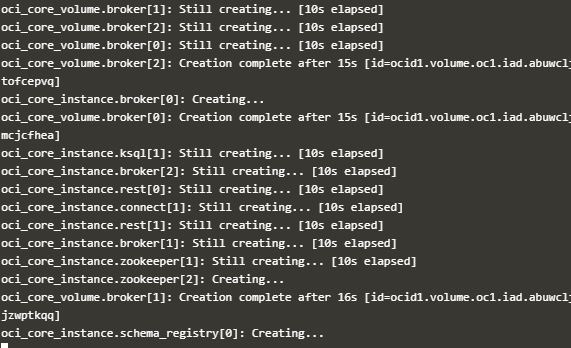 oci_core_volume.broker[1]: Still creating... [10s elapsed]
oci_core_volume.broker[2]: Still creating... [10s elapsed]
oci_core_volume.broker[0]: Still creating... [10s elapsed]
oci_core_volume.broker[2]: Creation complete after 15s [id=ocid1.volume.oc1.iad.abuwclj
tofcepvq]
oci_core_instance.broker[0]: Creating...
oci_core_volume.broker[0]: Creation complete after 15s [id=ocid1.volume.oc1.iad.abuwclj
mcjcfhea]
oci_core_instance.ksql[1]: Still creating... [10s elapsed]
oci_core_instance.broker[2]: Still creating... [10s elapsed]
oci_core_instance.rest[0]: Still creating... [10s elapsed]
oci_core_instance.connect[1]: Still creating... [10s elapsed]
oci_core_instance.rest[1]: Still creating... [10s elapsed]
oci_core_instance.broker[1]: Still creating... [10s elapsed]
oci_core_instance.zookeeper[1]: Still creating... [10s elapsed]
oci_core_instance.zookeeper[2]: Creating...
oci_core_volume.broker[1]: Creation complete after 16s [id=ocid1.volume.oc1.iad.abuwclj
jzwptkqq]
oci_core_instance.schema_registry[0]: Creating...